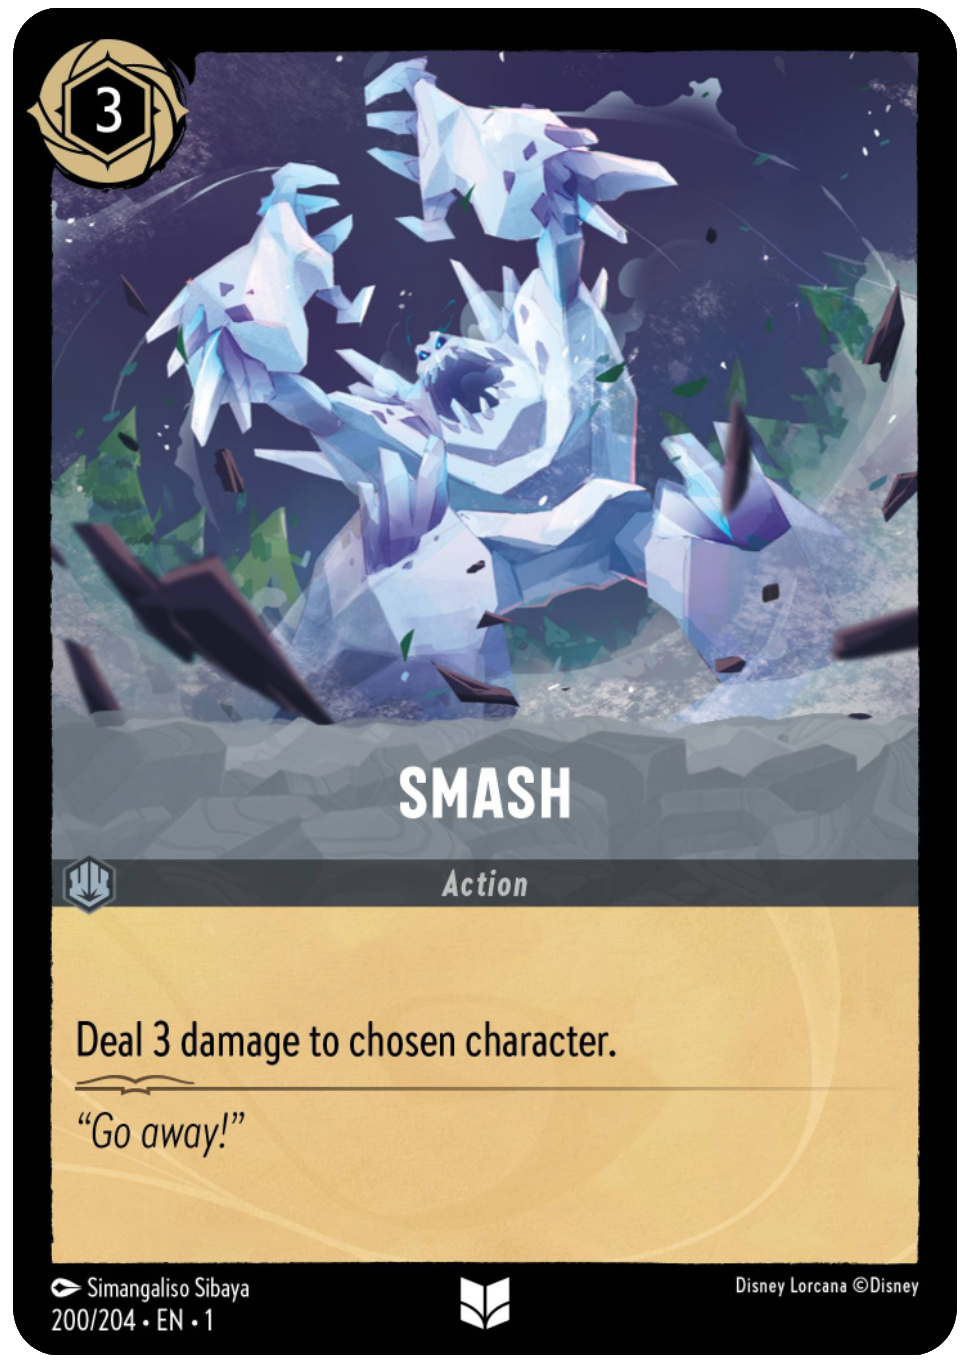 3
SMASH
Action
Deal 3 damage to chosen character.
“Go away!”
Simangaliso Sibaya
Disney Lorcana ©Disney
200/204 • EN • 1